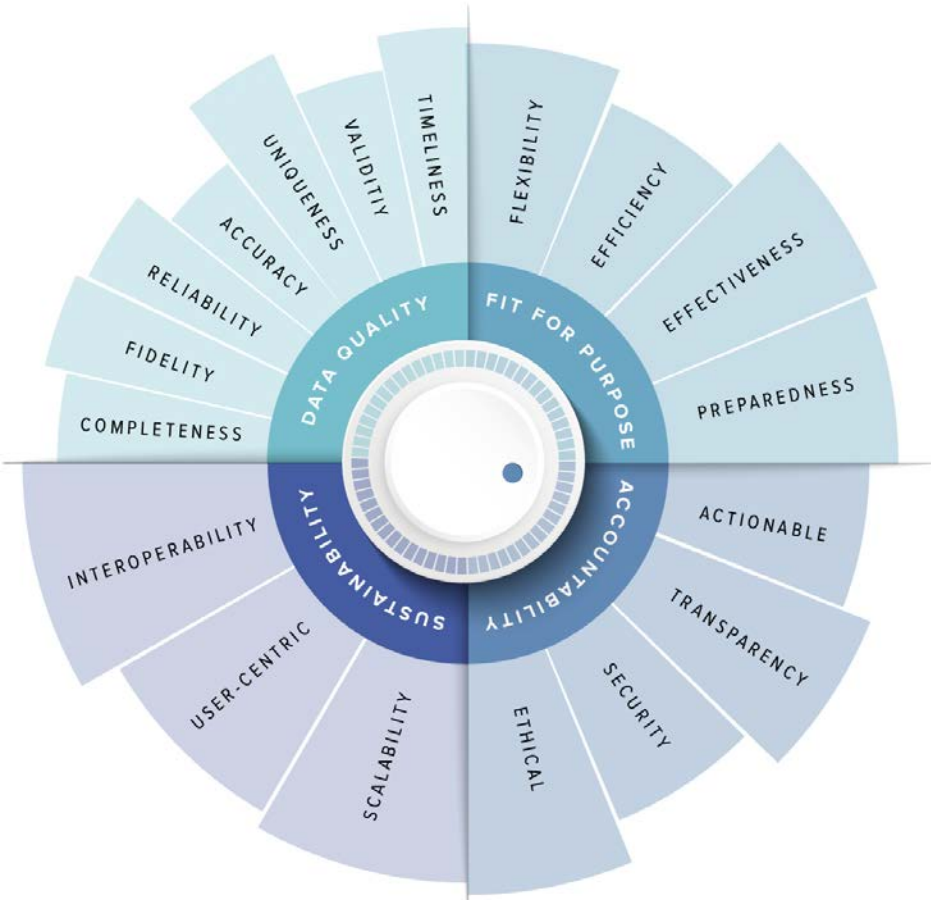 DATA QUALITY
COMPLETENESS
FIDELITY
RELIABILITY
ACCURACY
UNIQUENESS
VALIDITIY
TIMELINESS
FIT FOR PURPOSE
FLEXIBILITY
EFFICIENCY
EFFECTIVENESS
PREPAREDNESS
ACCOUNTABILITY
ACTIONABLE
TRANSPARENCY
SECURITY
ETHICAL
SUSTAINABILITY
SCALABILITY
USER-CENTRIC
INTEROPERABILITY